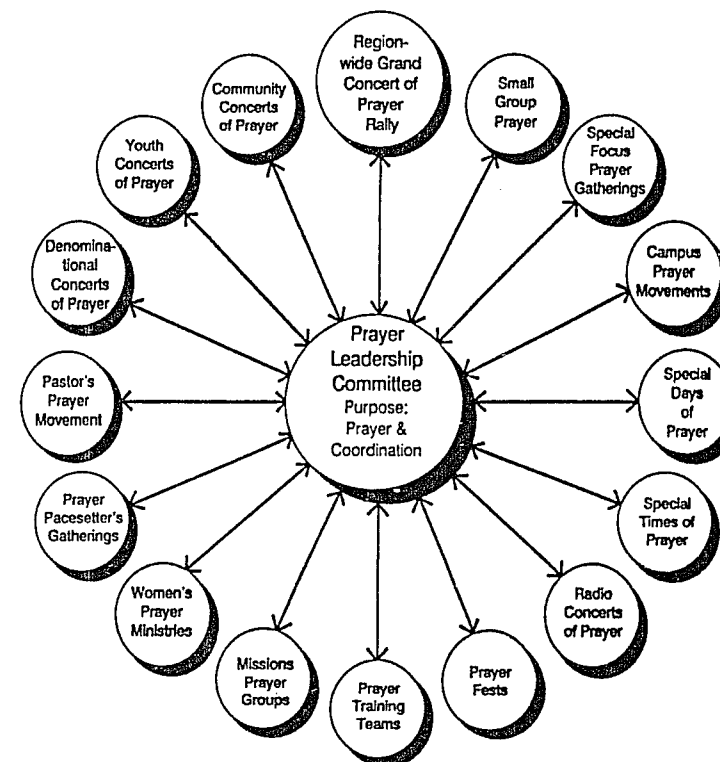 Region-
wide Grand
Concert of
Prayer
Rally
Small
Group
Prayer
Special
Focus
Prayer
Gatherings
Campus
Prayer
Movements
Special
Days
of
Prayer
Special
Times of
Prayer
Radio
Concerts
of Prayer
Prayer
Fests
Prayer
Training
Teams
Missions
Prayer
Groups
Women's
Prayer
Ministries
Prayer
Pacesetter's
Gatherings
Pastor's
Prayer
Movement
Denomina-
tional
Concerts
of Prayer
Youth
Concerts
of Prayer
Community
Concerts
of Prayer
Prayer
Leadership
Committee
Purpose:
Prayer &
Coordination